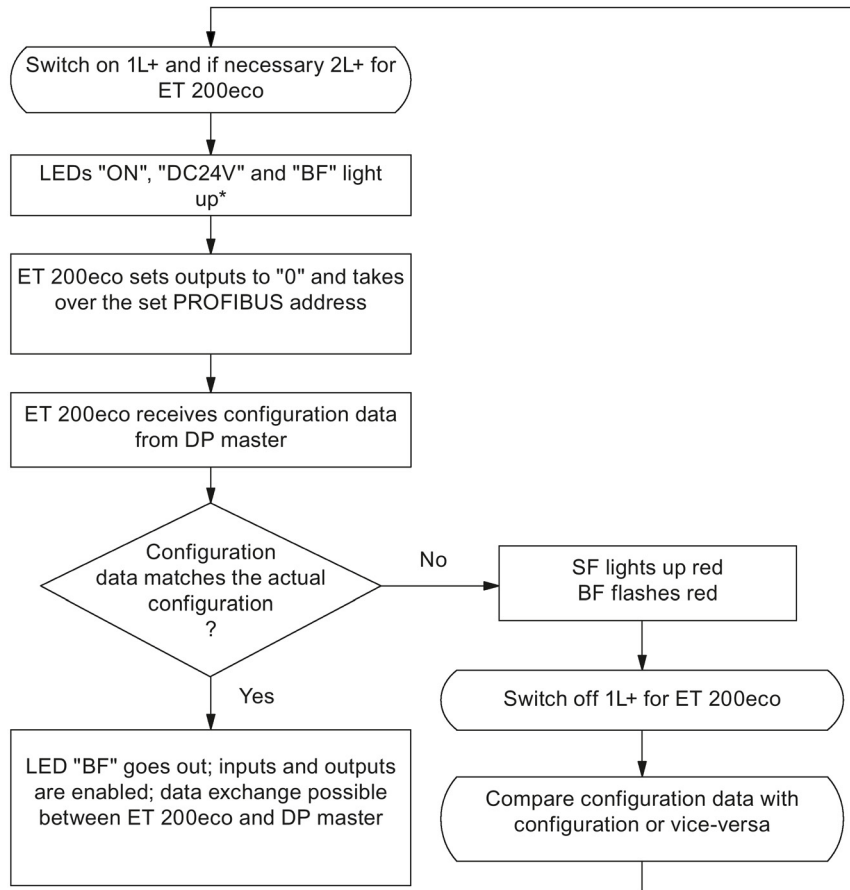 Switch on 1L+ and if necessary 2L+ for
ET 200eco
LEDs "ON", "DC24V" and "BF" light
up*
ET 200eco sets outputs to "0" and takes
over the set PROFIBUS address
ET 200eco receives configuration data
from DP master
Configuration
data matches the actual
configuration
?
No
SF lights up red
BF flashes red
Yes
Switch off 1L+ for ET 200eco
LED "BF" goes out; inputs and outputs
are enabled; data exchange possible
between ET 200eco and DP master
Compare configuration data with
configuration or vice-versa